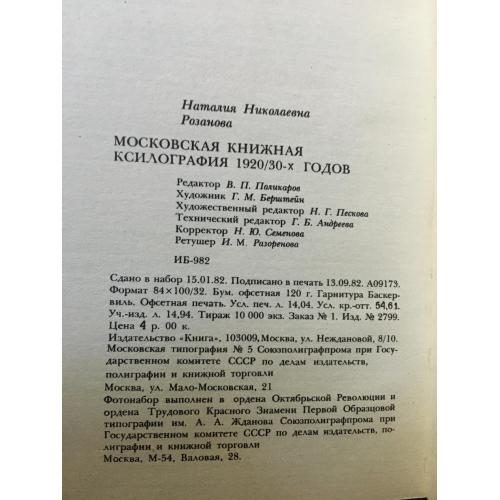 Наталия Николаевна
Розанова
МОСКОВСКАЯ КНИЖНАЯ
КСИЛОГРАФИЯ 1920/30-х ГОДОВ
Редактор В. П. Поликаров
Художник Г. М. Берштейн
Художественный редактор Н. Г. Пескова
Технический редактор Г. Б. Андреева
Корректор Н. Ю. Семенова
Ретушер И. М. Разоренова
ИБ-982
Сдано в набор 15.01.82. Подписано в печать 13.09.82. А09173.
Формат 84×100/32. Бум. офсетная 120 г. Гарнитура Баскер-
виль. Офсетная печать. Усл. печ. л. 14,04. Усл. кр.-отт. 54,61.
Уч.-изд. л. 14,94. Тираж 10 000 экз. Заказ № 1. Изд. № 2799.
Цена 4 р. 00 к.
Издательство «Книга», 103009, Москва, ул. Неждановой, 8/10.
Московская типография № 5 Союзполиграфпрома при Го-
сударственном комитете СССР по делам издательств,
полиграфии и книжной торговли
Москва, ул. Мало-Московская, 21
Фотонабор выполнен в ордена Октябрьской Революции и
ордена Трудового Красного Знамени Первой Образцовой
типографии им. А. А. Жданова Союзполиграфпрома при
Государственном комитете СССР по делам издательств, по-
лиграфии и книжной торговли
Москва, М-54, Валовая, 28.